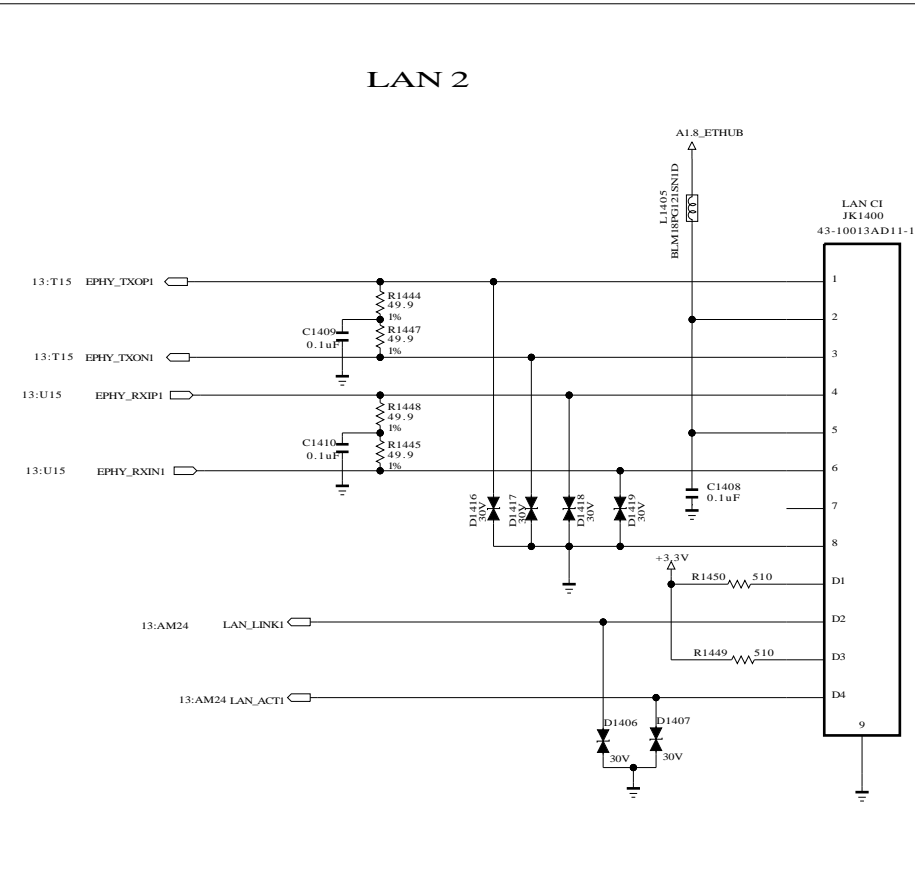 LAN 2
A1.8_ETHUB
L1405
BLM18PG121SN1D
LAN CI
JK1400
43-10013AD11-1
13:T15 EPHY_TXOP1
R1444
49.9
1%
C1409
0.1uF
R1447
49.9
1%
13:T15 EPHY_TXON1
13:U15 EPHY_RXIP1
R1448
49.9
1%
C1410
0.1uF
R1445
49.9
1%
13:U15 EPHY_RXIN1
D1416
30V
D1417
30V
D1418
30V
D1419
30V
C1408
0.1uF
1
2
3
4
5
6
7
8
+3.3V
R1450 510
D1
13:AM24 LAN_LINK1
D2
R1449 510
D3
13:AM24 LAN_ACT1
D4
D1406
30V
D1407
30V
9